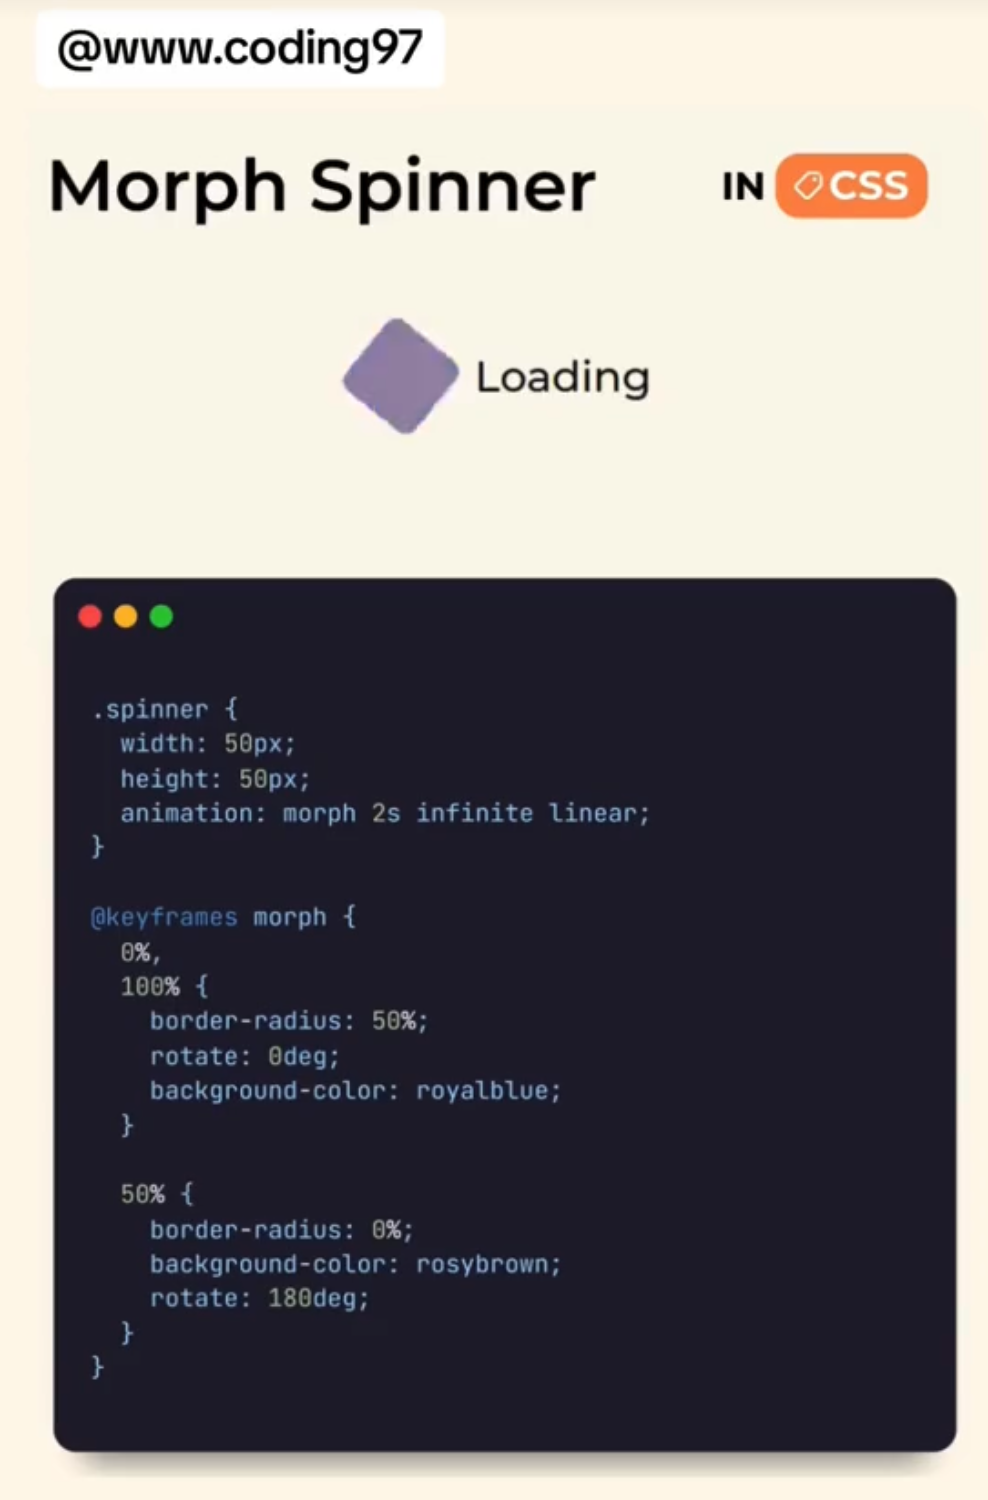 @www.coding97
Morph Spinner
IN CSS
Loading
.spinner {
  width: 50px;
  height: 50px;
  animation: morph 2s infinite linear;
}
@keyframes morph {
  0%,
  100% {
    border-radius: 50%;
    rotate: 0deg;
    background-color: royalblue;
  }
  50% {
    border-radius: 0%;
    background-color: rosybrown;
    rotate: 180deg;
  }
}